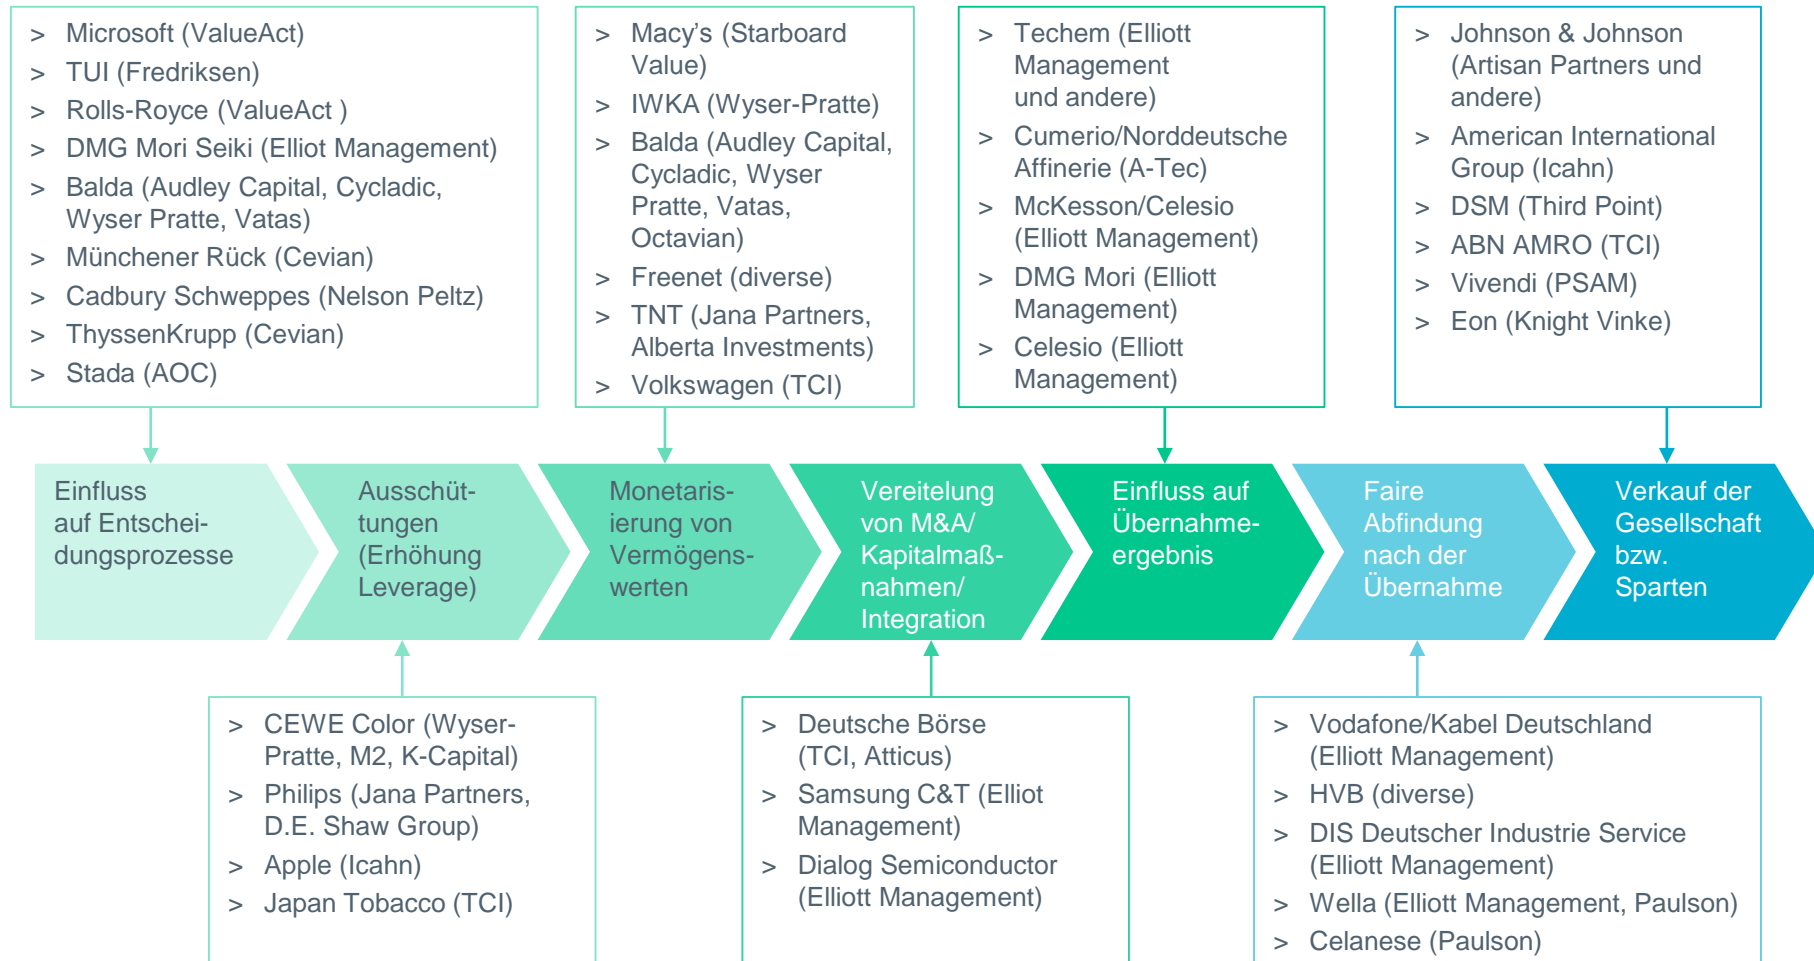 > Microsoft (ValueAct)
> TUI (Fredriksen)
> Rolls-Royce (ValueAct )
> DMG Mori Seiki (Elliot Management)
> Balda (Audley Capital, Cycladic,
Wyser Pratte, Vatas)
> Münchener Rück (Cevian)
> Cadbury Schweppes (Nelson Peltz)
> ThyssenKrupp (Cevian)
> Stada (AOC)
> Macy’s (Starboard
Value)
> IWKA (Wyser-Pratte)
> Balda (Audley Capital,
Cycladic, Wyser
Pratte, Vatas,
Octavian)
> Freenet (diverse)
> TNT (Jana Partners,
Alberta Investments)
> Volkswagen (TCI)
> Techem (Elliott
Management
und andere)
> Cumerio/Norddeutsche
Affinerie (A-Tec)
> McKesson/Celesio
(Elliott Management)
> DMG Mori (Elliott
Management)
> Celesio (Elliott
Management)
> Johnson & Johnson
(Artisan Partners und
andere)
> American International
Group (Icahn)
> DSM (Third Point)
> ABN AMRO (TCI)
> Vivendi (PSAM)
> Eon (Knight Vinke)
Einfluss
auf Entschei-
dungsprozesse
Ausschüt-
tungen
(Erhöhung
Leverage)
Monetaris-
ierung von
Vermögens-
werten
Vereitelung
von M&A/
Kapitalmaß-
nahmen/
Integration
Einfluss auf
Übernahme-
ergebnis
Faire
Abfindung
nach der
Übernahme
Verkauf der
Gesellschaft
bzw.
Sparten
> CEWE Color (Wyser-
Pratte, M2, K-Capital)
> Philips (Jana Partners,
D.E. Shaw Group)
> Apple (Icahn)
> Japan Tobacco (TCI)
> Deutsche Börse
(TCI, Atticus)
> Samsung C&T (Elliot
Management)
> Dialog Semiconductor
(Elliott Management)
> Vodafone/Kabel Deutschland
(Elliott Management)
> HVB (diverse)
> DIS Deutscher Industrie Service
(Elliott Management)
> Wella (Elliott Management, Paulson)
> Celanese (Paulson)